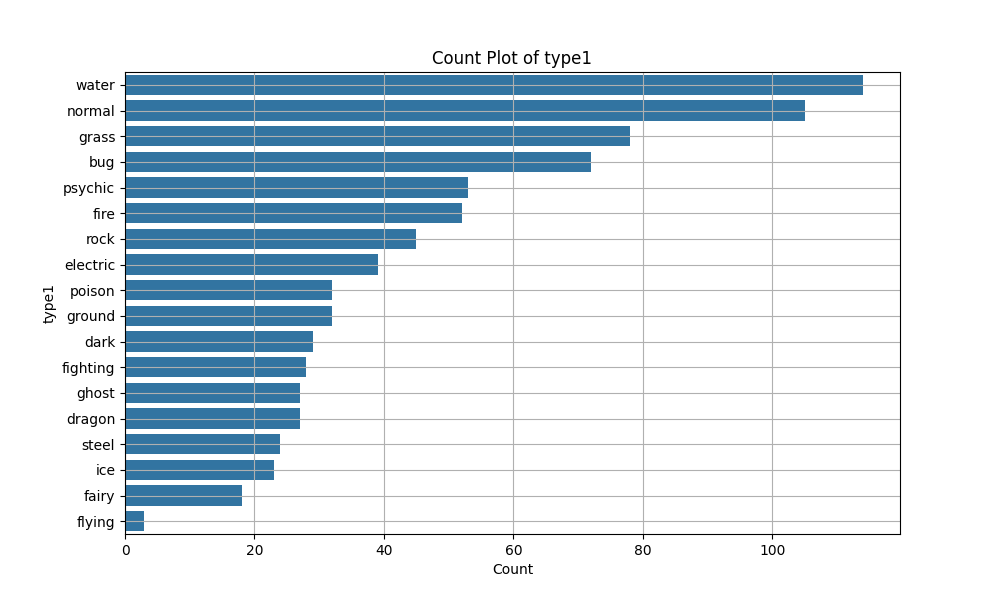 Count Plot of type1
water
normal
grass
bug
psychic
fire
rock
electric
poison
ground
dark
fighting
ghost
dragon
steel
ice
fairy
flying
type1
0 20 40 60 80 100
Count